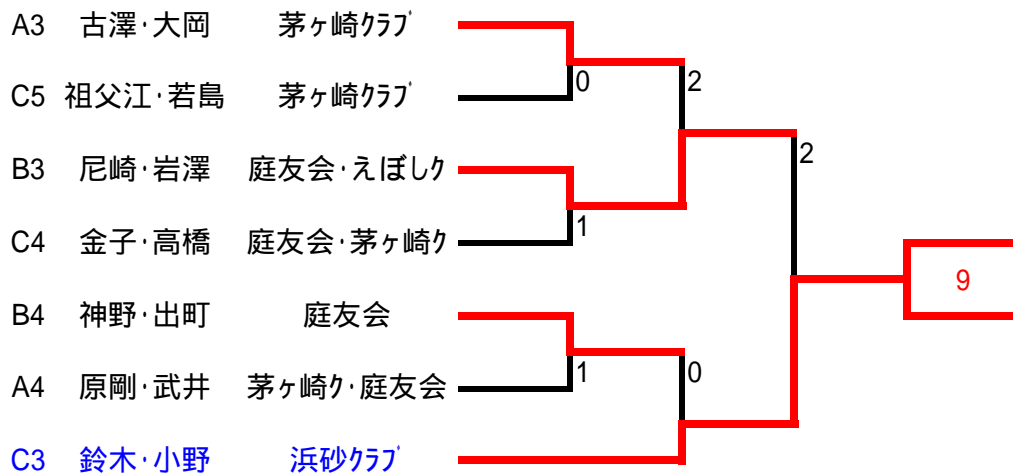 A3 古澤･大岡 茅ヶ崎ｸﾗﾌﾞ
0
2
C5 祖父江･若島 茅ヶ崎ｸﾗﾌﾞ
B3 尼崎･岩澤 庭友会･えぼしｸ
2
1
C4 金子･高橋 庭友会･茅ヶ崎ｸ
9
B4 神野･出町 庭友会
1
0
A4 原剛･武井 茅ヶ崎ｸ･庭友会
C3 鈴木･小野 浜砂ｸﾗﾌﾞ